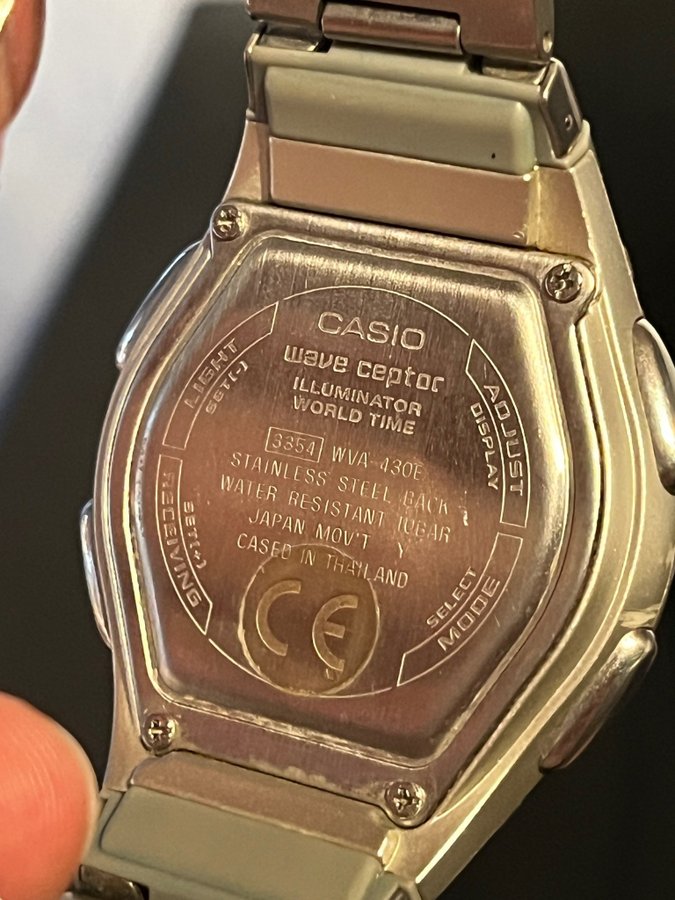 CASIO
wave ceptor
ILLUMINATOR
WORLD TIME
3354 WVA-430E
STAINLESS STEEL BACK
WATER RESISTANT 10BAR
JAPAN MOV'T Y
CASED IN THAILAND
CE
LIGHT
SET(-)
ADJUST
DISPLAY
RECEIVING
SET(+)
SELECT
MODE